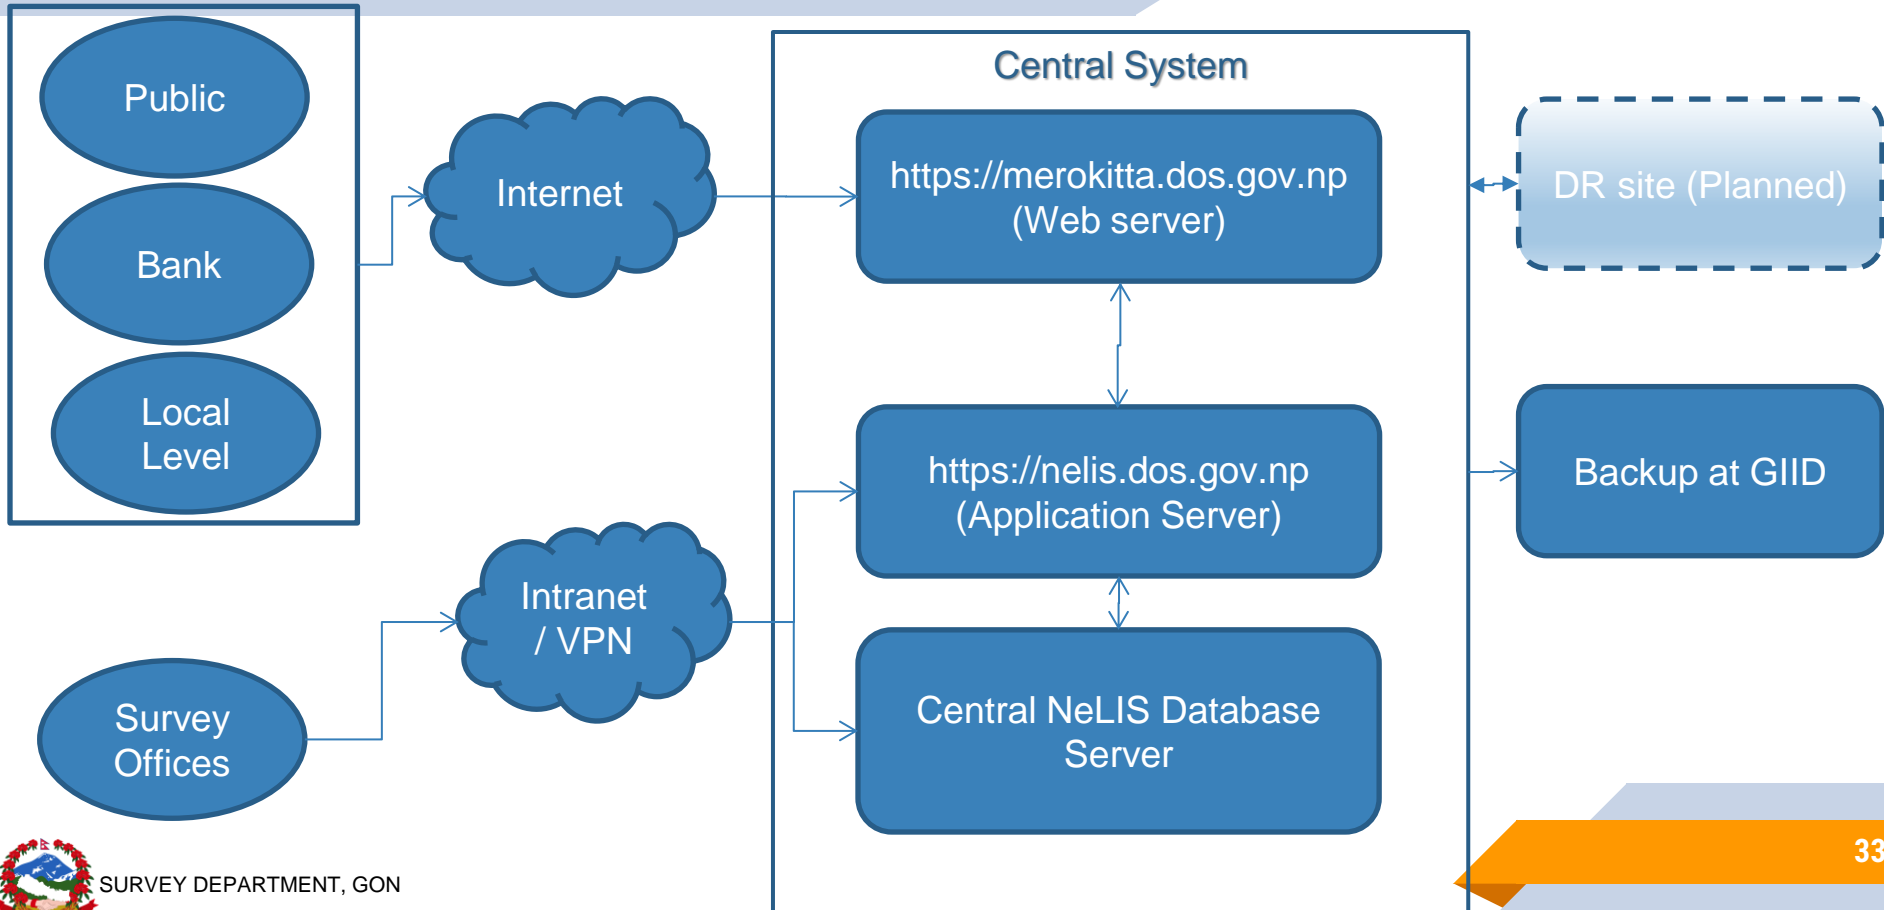 Central System
Public
Bank
Local
Level
Internet
https://merokitta.dos.gov.np
(Web server)
DR site (Planned)
https://nelis.dos.gov.np
(Application Server)
Backup at GIID
Intranet
/ VPN
Survey
Offices
Central NeLIS Database
Server
SURVEY DEPARTMENT, GON
33